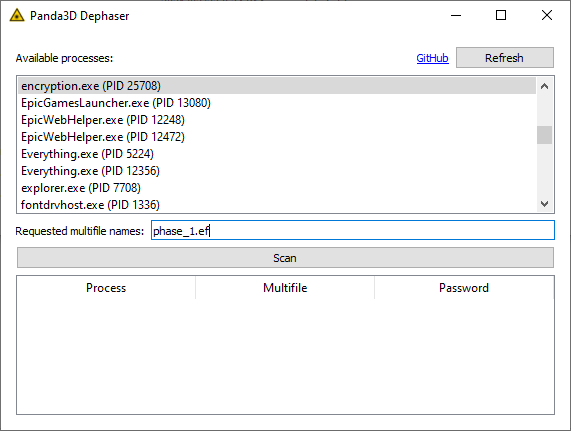 Panda3D Dephaser
Available processes: GitHub Refresh
encryption.exe (PID 25708)
EpicGamesLauncher.exe (PID 13080)
EpicWebHelper.exe (PID 12248)
EpicWebHelper.exe (PID 12472)
Everything.exe (PID 5224)
Everything.exe (PID 12356)
explorer.exe (PID 7708)
fontdrvhost.exe (PID 1336)
Requested multifile names: phase_1.ef
Scan
Process Multifile Password